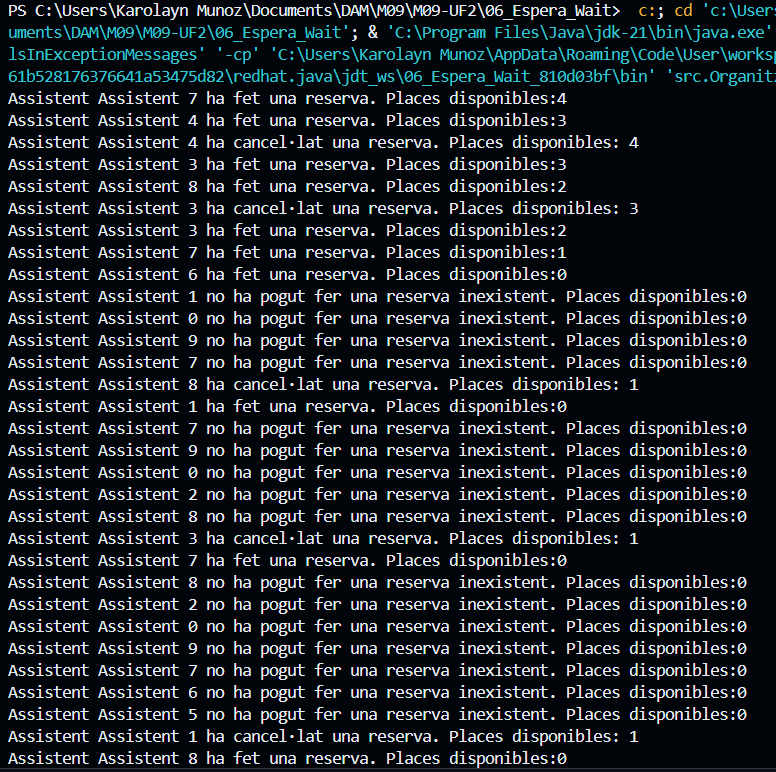 PS C:\Users\Karolayn Munoz\Documents\DAM\M09\M09-UF2\06_Espera_Wait>  c:; cd 'c:\Users
uments\DAM\M09\M09-UF2\06_Espera_Wait'; & 'C:\Program Files\Java\jdk-21\bin\java.exe'
lsInExceptionMessages' '-cp' 'C:\Users\Karolayn Munoz\AppData\Roaming\Code\User\worksp
61b528176376641a53475d82\redhat.java\jdt_ws\06_Espera_Wait_810d03bf\bin' 'src.Organitz
Assistent Assistent 7 ha fet una reserva. Places disponibles:4
Assistent Assistent 4 ha fet una reserva. Places disponibles:3
Assistent Assistent 4 ha cancel·lat una reserva. Places disponibles: 4
Assistent Assistent 3 ha fet una reserva. Places disponibles:3
Assistent Assistent 8 ha fet una reserva. Places disponibles:2
Assistent Assistent 3 ha cancel·lat una reserva. Places disponibles: 3
Assistent Assistent 3 ha fet una reserva. Places disponibles:2
Assistent Assistent 7 ha fet una reserva. Places disponibles:1
Assistent Assistent 6 ha fet una reserva. Places disponibles:0
Assistent Assistent 1 no ha pogut fer una reserva inexistent. Places disponibles:0
Assistent Assistent 0 no ha pogut fer una reserva inexistent. Places disponibles:0
Assistent Assistent 9 no ha pogut fer una reserva inexistent. Places disponibles:0
Assistent Assistent 7 no ha pogut fer una reserva inexistent. Places disponibles:0
Assistent Assistent 8 ha cancel·lat una reserva. Places disponibles: 1
Assistent Assistent 1 ha fet una reserva. Places disponibles:0
Assistent Assistent 7 no ha pogut fer una reserva inexistent. Places disponibles:0
Assistent Assistent 9 no ha pogut fer una reserva inexistent. Places disponibles:0
Assistent Assistent 0 no ha pogut fer una reserva inexistent. Places disponibles:0
Assistent Assistent 2 no ha pogut fer una reserva inexistent. Places disponibles:0
Assistent Assistent 8 no ha pogut fer una reserva inexistent. Places disponibles:0
Assistent Assistent 3 ha cancel·lat una reserva. Places disponibles: 1
Assistent Assistent 7 ha fet una reserva. Places disponibles:0
Assistent Assistent 8 no ha pogut fer una reserva inexistent. Places disponibles:0
Assistent Assistent 2 no ha pogut fer una reserva inexistent. Places disponibles:0
Assistent Assistent 0 no ha pogut fer una reserva inexistent. Places disponibles:0
Assistent Assistent 9 no ha pogut fer una reserva inexistent. Places disponibles:0
Assistent Assistent 7 no ha pogut fer una reserva inexistent. Places disponibles:0
Assistent Assistent 6 no ha pogut fer una reserva inexistent. Places disponibles:0
Assistent Assistent 5 no ha pogut fer una reserva inexistent. Places disponibles:0
Assistent Assistent 1 ha cancel·lat una reserva. Places disponibles: 1
Assistent Assistent 8 ha fet una reserva. Places disponibles:0